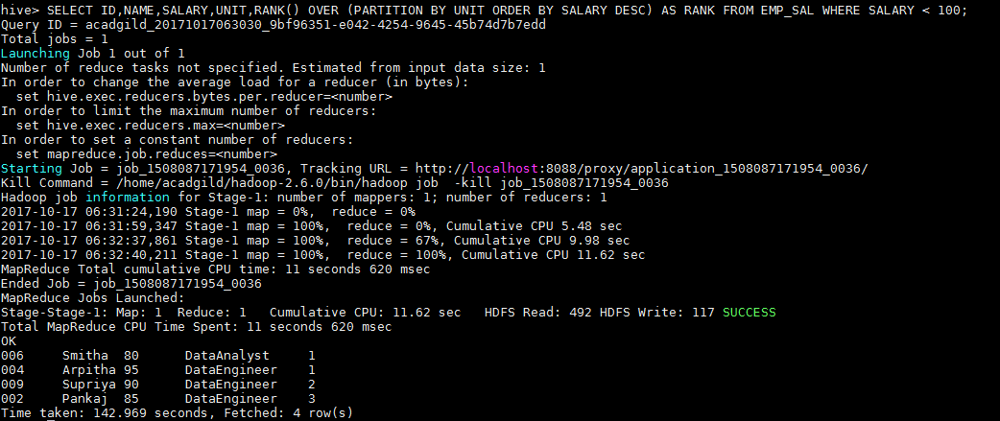 hive> SELECT ID,NAME,SALARY,UNIT,RANK() OVER (PARTITION BY UNIT ORDER BY SALARY DESC) AS RANK FROM EMP_SAL WHERE SALARY < 100;
Query ID = acadgild_20171017063030_9bf96351-e042-4254-9645-45b74d7b7edd
Total jobs = 1
Launching Job 1 out of 1
Number of reduce tasks not specified. Estimated from input data size: 1
In order to change the average load for a reducer (in bytes):
  set hive.exec.reducers.bytes.per.reducer=<number>
In order to limit the maximum number of reducers:
  set hive.exec.reducers.max=<number>
In order to set a constant number of reducers:
  set mapreduce.job.reduces=<number>
Starting Job = job_1508087171954_0036, Tracking URL = http://localhost:8088/proxy/application_1508087171954_0036/
Kill Command = /home/acadgild/hadoop-2.6.0/bin/hadoop job  -kill job_1508087171954_0036
Hadoop job information for Stage-1: number of mappers: 1; number of reducers: 1
2017-10-17 06:31:24,190 Stage-1 map = 0%,  reduce = 0%
2017-10-17 06:31:59,347 Stage-1 map = 100%,  reduce = 0%, Cumulative CPU 5.48 sec
2017-10-17 06:32:37,861 Stage-1 map = 100%,  reduce = 67%, Cumulative CPU 9.98 sec
2017-10-17 06:32:40,211 Stage-1 map = 100%,  reduce = 100%, Cumulative CPU 11.62 sec
MapReduce Total cumulative CPU time: 11 seconds 620 msec
Ended Job = job_1508087171954_0036
MapReduce Jobs Launched:
Stage-Stage-1: Map: 1  Reduce: 1   Cumulative CPU: 11.62 sec   HDFS Read: 492 HDFS Write: 117 SUCCESS
Total MapReduce CPU Time Spent: 11 seconds 620 msec
OK
006     Smitha  80      DataAnalyst     1
004     Arpitha 95      DataEngineer    1
009     Supriya 90      DataEngineer    2
002     Pankaj  85      DataEngineer    3
Time taken: 142.969 seconds, Fetched: 4 row(s)